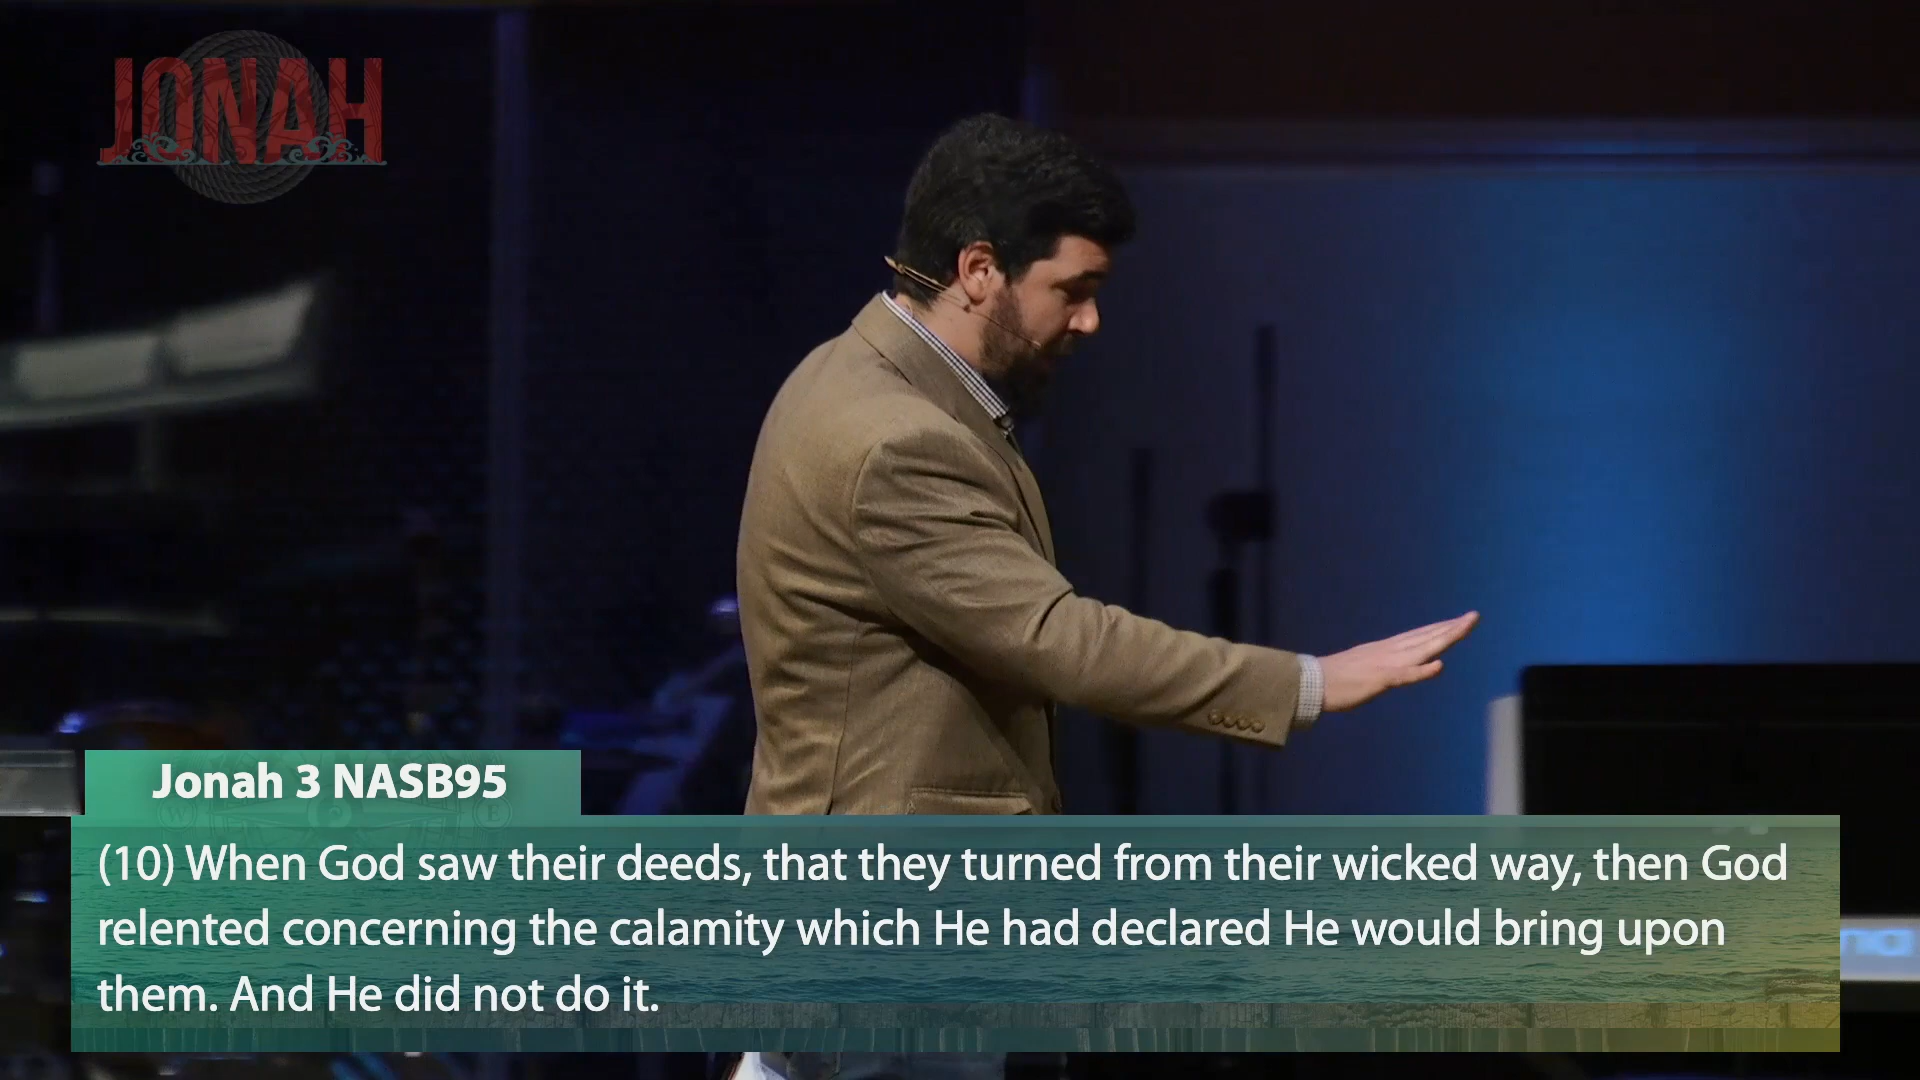 JONAH
Jonah 3 NASB95
(10) When God saw their deeds, that they turned from their wicked way, then God
relented concerning the calamity which He had declared He would bring upon
them. And He did not do it.